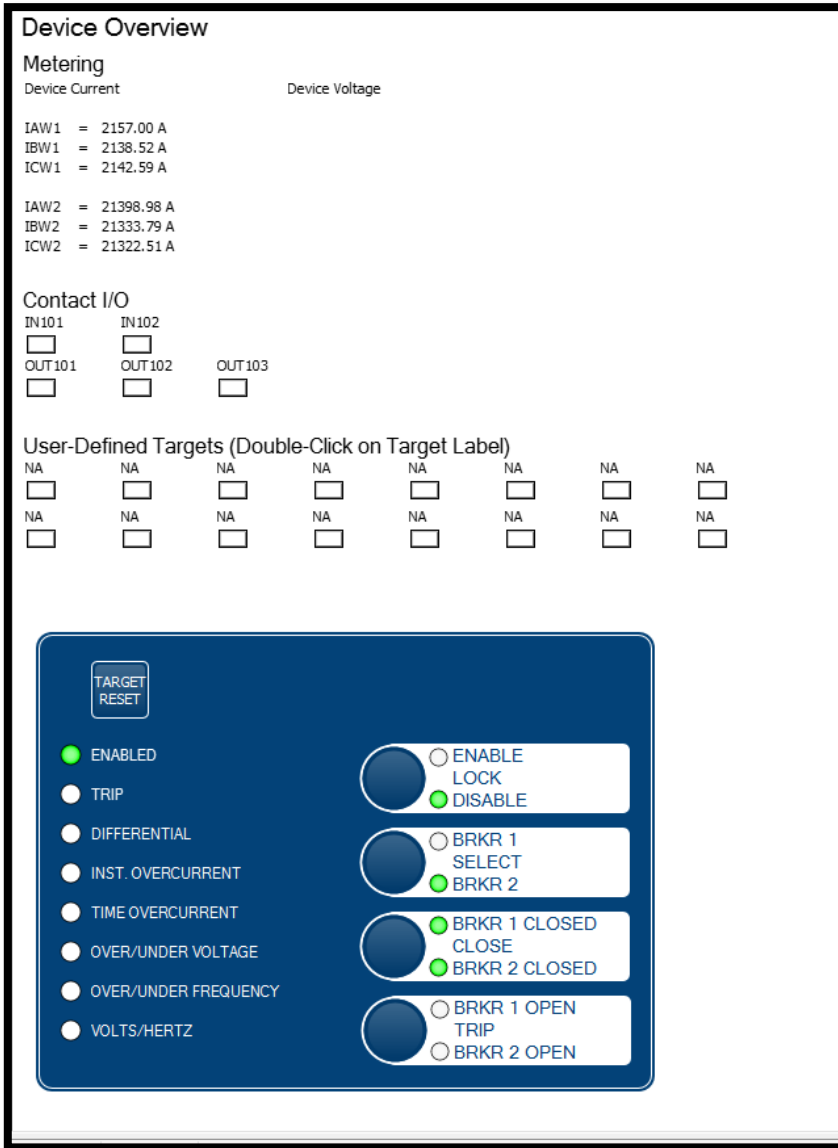 Device Overview
Metering
Device Current Device Voltage
IAW1 = 2157.00 A
IBW1 = 2138.52 A
ICW1 = 2142.59 A
IAW2 = 21398.98 A
IBW2 = 21333.79 A
ICW2 = 21322.51 A
Contact I/O
IN101 IN102
OUT101 OUT102 OUT103
User-Defined Targets (Double-Click on Target Label)
NA NA NA NA NA NA NA NA
NA NA NA NA NA NA NA NA
TARGET
RESET
ENABLED
TRIP
DIFFERENTIAL
INST. OVERCURRENT
TIME OVERCURRENT
OVER/UNDER VOLTAGE
OVER/UNDER FREQUENCY
VOLTS/HERTZ
ENABLE
LOCK
DISABLE
BRKR 1
SELECT
BRKR 2
BRKR 1 CLOSED
CLOSE
BRKR 2 CLOSED
BRKR 1 OPEN
TRIP
BRKR 2 OPEN